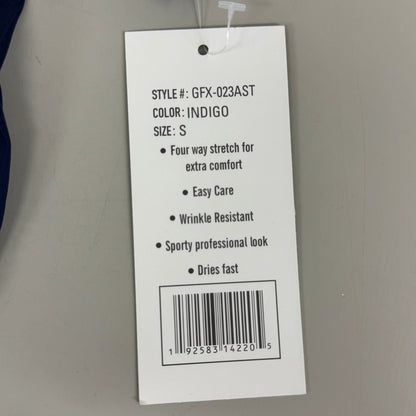 STYLE #: GFX-023AST
COLOR: INDIGO
SIZE: S
• Four way stretch for
extra comfort
• Easy Care
• Wrinkle Resistant
• Sporty professional look
• Dries fast
1 92583 14220 5